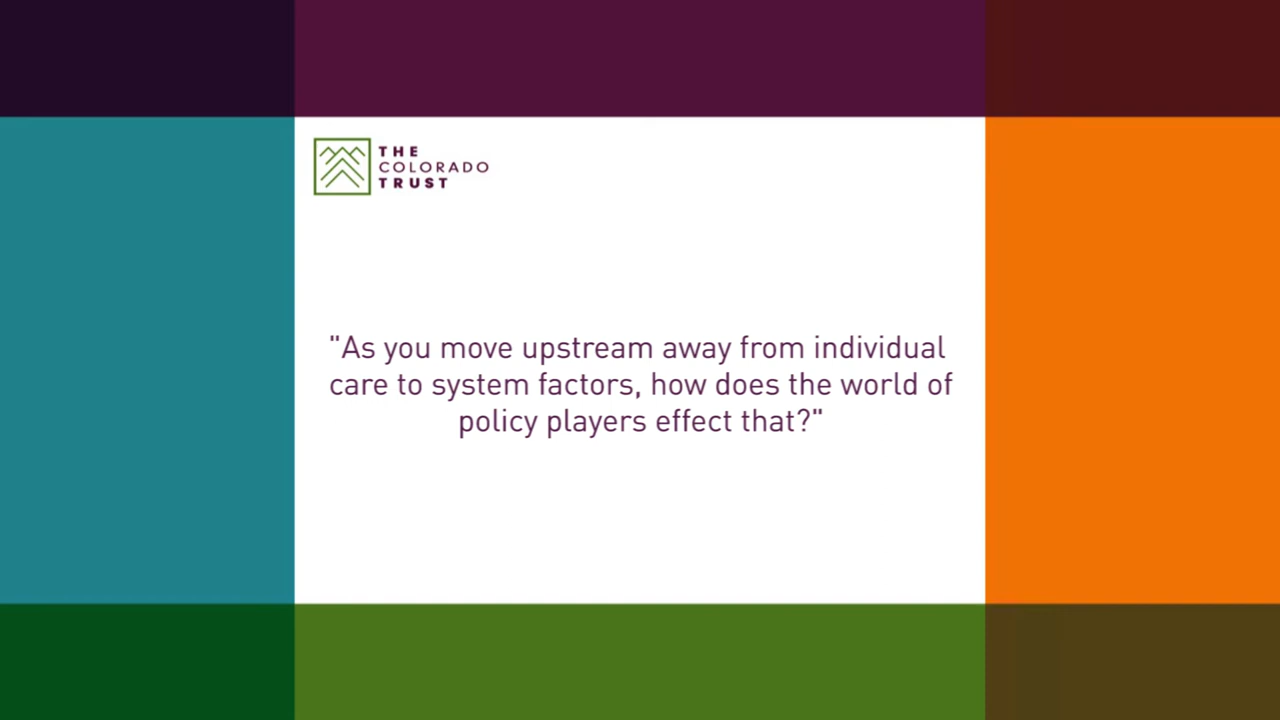 THE
COLORADO
TRUST
"As you move upstream away from individual
care to system factors, how does the world of
policy players effect that?"